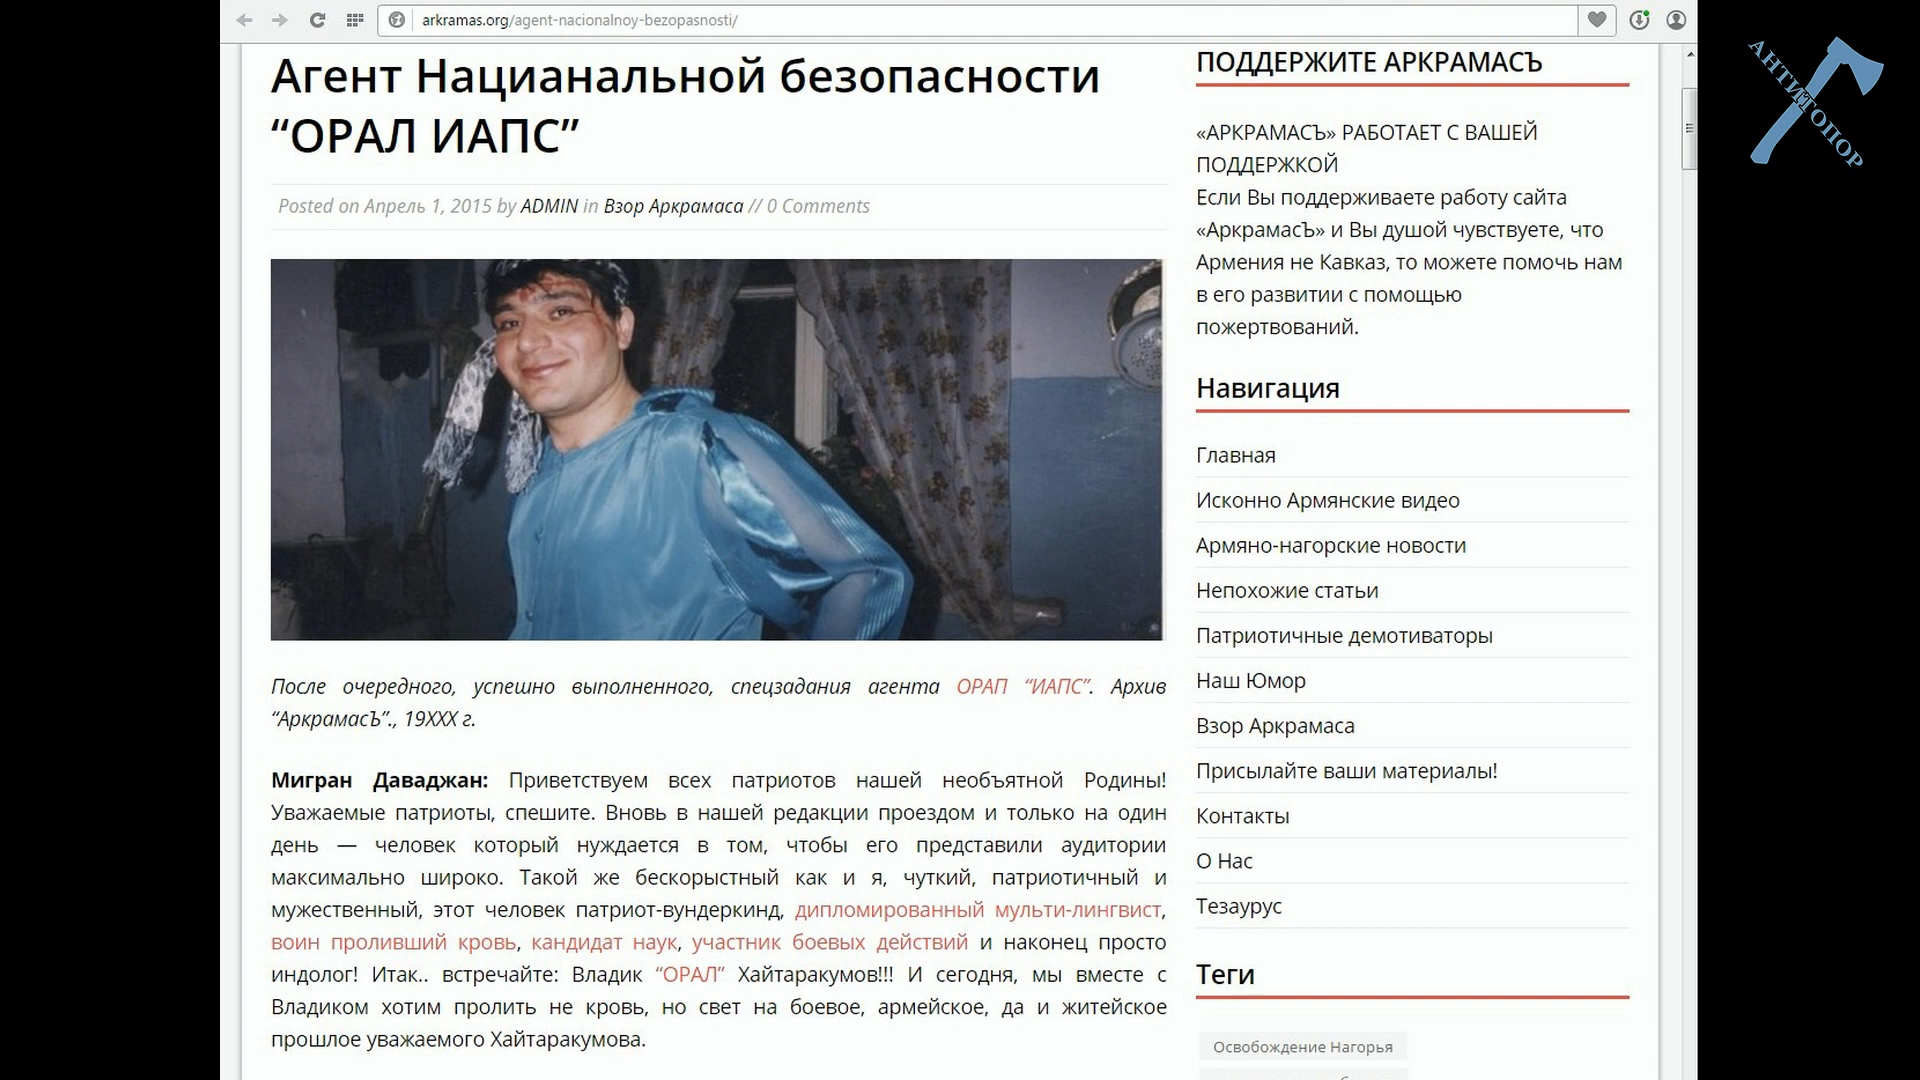 arkramas.org/agent-nacionalnoy-bezopasnosti/
Агент Нацианальной безопасности
“ОРАЛ ИАПС”
Posted on Апрель 1, 2015 by ADMIN in Взор Аркрамаса // 0 Comments
После очередного, успешно выполненного, спецзадания агента ОРАП “ИАПС”. Архив
“АркрамасЪ”., 19ХХХ г.
Мигран Даваджан: Приветствуем всех патриотов нашей необъятной Родины!
Уважаемые патриоты, спешите. Вновь в нашей редакции проездом и только на один
день — человек который нуждается в том, чтобы его представили аудитории
максимально широко. Такой же бескорыстный как и я, чуткий, патриотичный и
мужественный, этот человек патриот-вундеркинд, дипломированный мульти-лингвист,
воин проливший кровь, кандидат наук, участник боевых действий и наконец просто
индолог! Итак.. встречайте: Владик “ОРАЛ” Хайтаракумов!!! И сегодня, мы вместе с
Владиком хотим пролить не кровь, но свет на боевое, армейское, да и житейское
прошлое уважаемого Хайтаракумова.
ПОДДЕРЖИТЕ АРКРАМАСЪ
«АРКРАМАСЪ» РАБОТАЕТ С ВАШЕЙ
ПОДДЕРЖКОЙ
Если Вы поддерживаете работу сайта
«АркрамасЪ» и Вы душой чувствуете, что
Армения не Кавказ, то можете помочь нам
в его развитии с помощью
пожертвований.
Навигация
Главная
Исконно Армянские видео
Армяно-нагорские новости
Непохожие статьи
Патриотичные демотиваторы
Наш Юмор
Взор Аркрамаса
Присылайте ваши материалы!
Контакты
О Нас
Тезаурус
Теги
Освобождение Нагорья
АНТИТОПОР